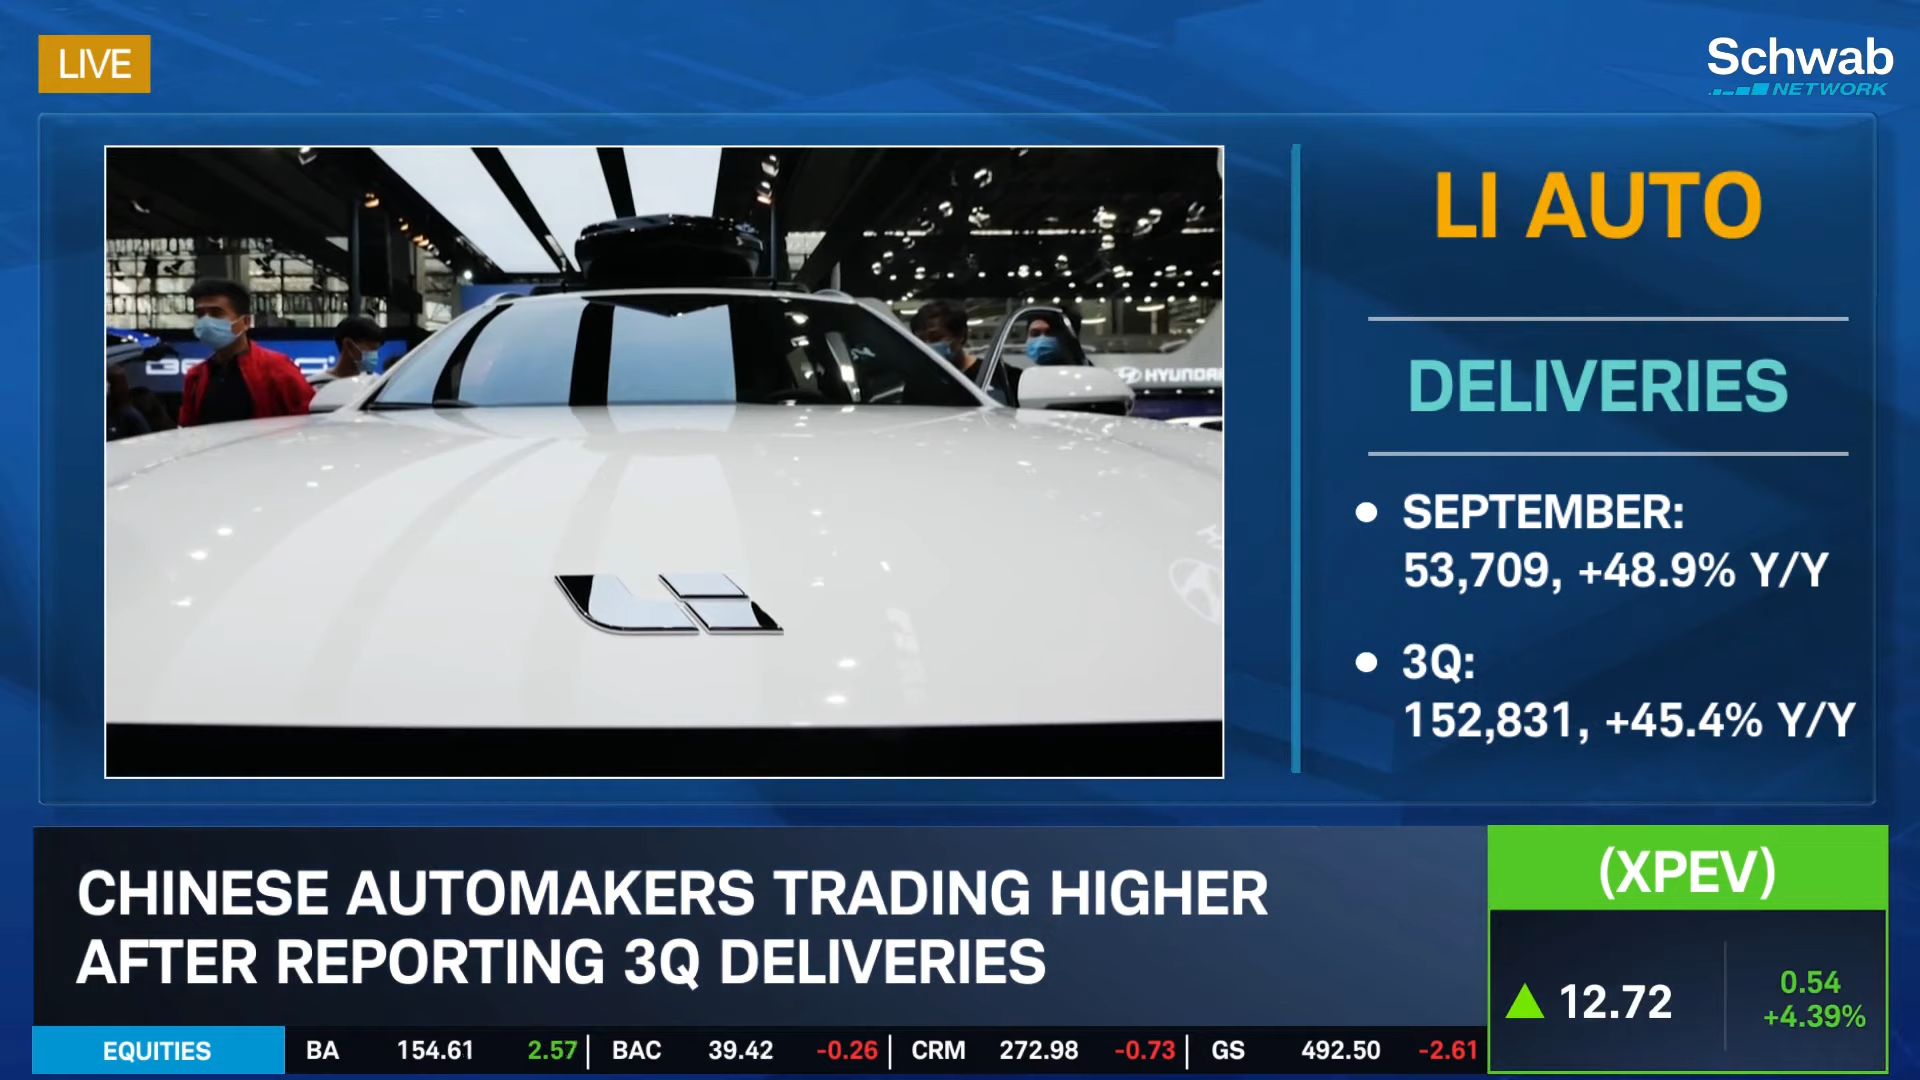 LIVE
Schwab
NETWORK
HYUNDAI
LI AUTO
DELIVERIES
SEPTEMBER:
53,709, +48.9% Y/Y
3Q:
152,831, +45.4% Y/Y
CHINESE AUTOMAKERS TRADING HIGHER
AFTER REPORTING 3Q DELIVERIES
(XPEV)
12.72
0.54
+4.39%
EQUITIES BA 154.61 2.57 BAC 39.42 -0.26 CRM 272.98 -0.73 GS 492.50 -2.61